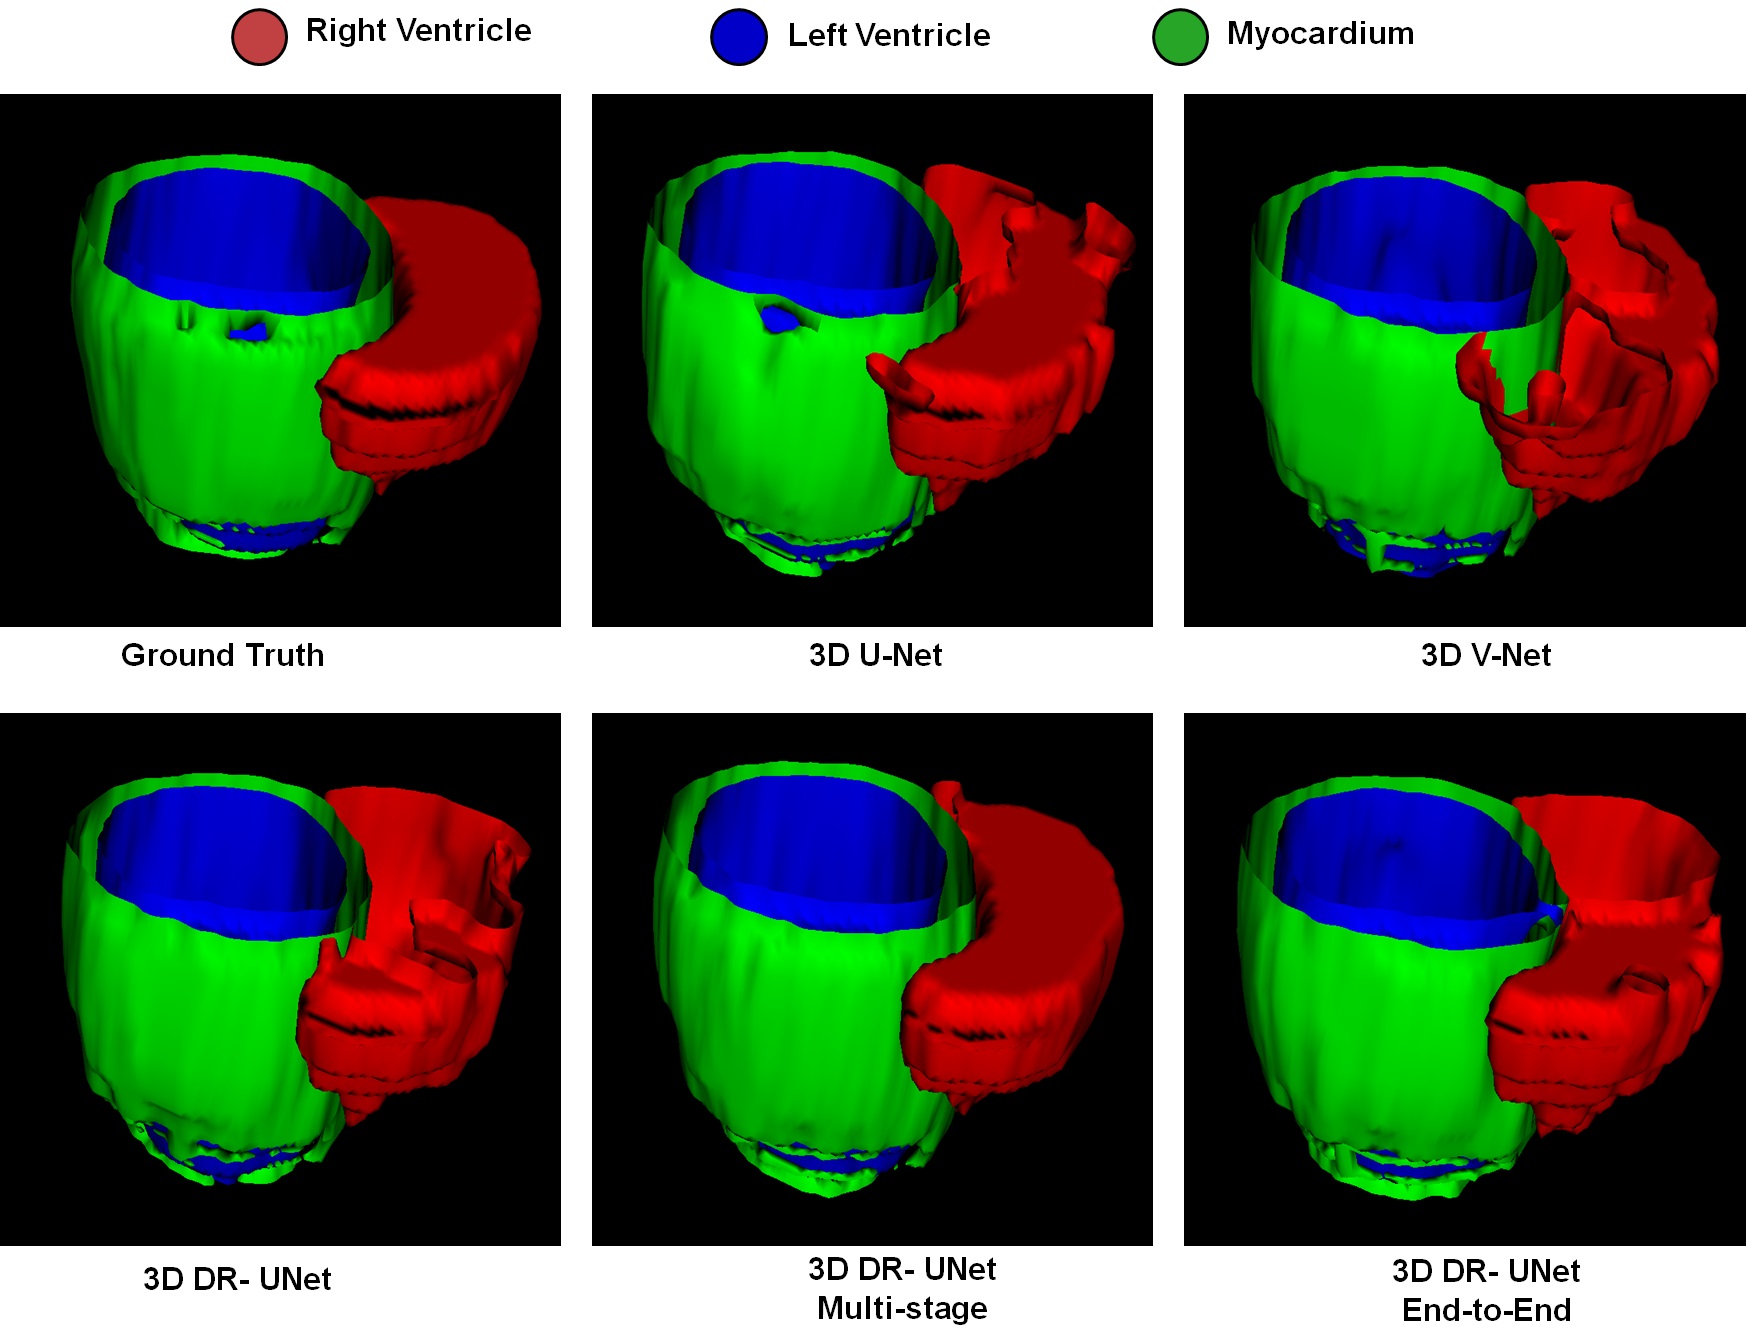 Right Ventricle
Left Ventricle
Myocardium
Ground Truth
3D U-Net
3D V-Net
3D DR- UNet
3D DR- UNet
Multi-stage
3D DR- UNet
End-to-End